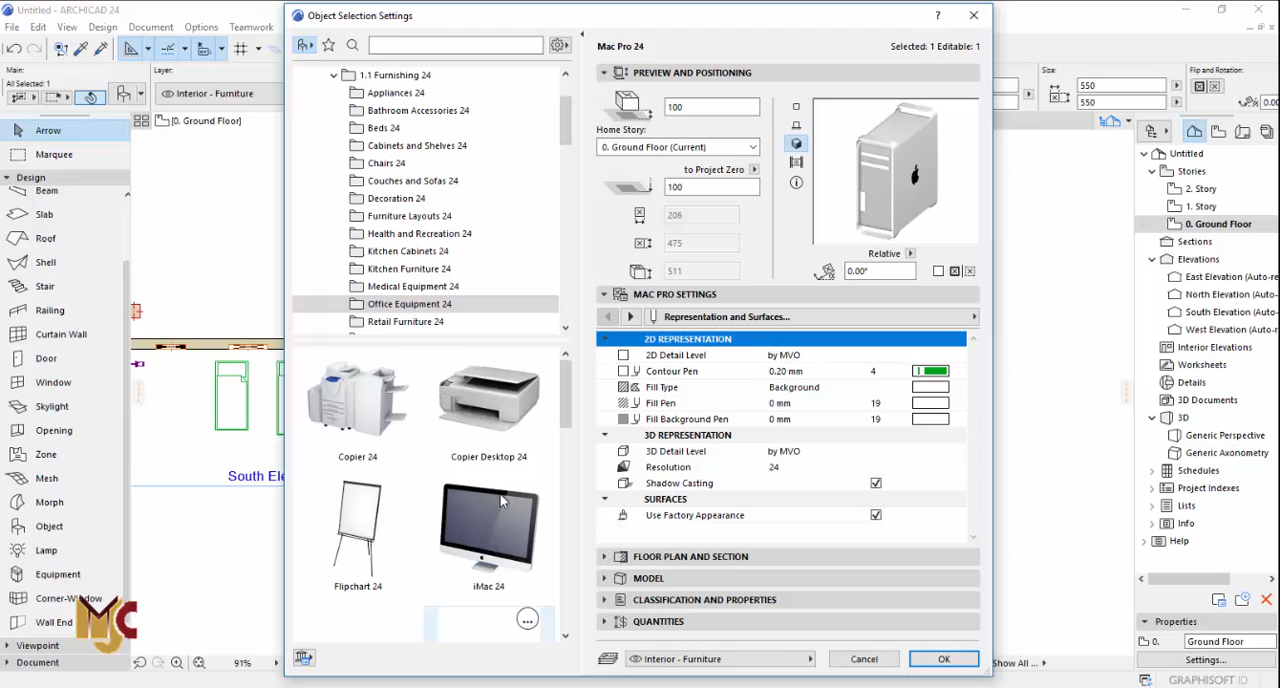 Untitled - ARCHICAD 24
File Edit View Design Document Options Teamwork
Main:
All Selected: 1
Layer:
Interior - Furniture
Arrow
Marquee
Design
Beam
Slab
Roof
Shell
Stair
Railing
Curtain Wall
Door
Window
Skylight
Opening
Zone
Mesh
Morph
Object
Lamp
Equipment
Corner-Window
Wall End
Viewpoint
Document
[0. Ground Floor]
South Ele
91%
MJC
Object Selection Settings
?
1.1 Furnishing 24
Appliances 24
Bathroom Accessories 24
Beds 24
Cabinets and Shelves 24
Chairs 24
Couches and Sofas 24
Decoration 24
Furniture Layouts 24
Health and Recreation 24
Kitchen Cabinets 24
Kitchen Furniture 24
Medical Equipment 24
Office Equipment 24
Retail Furniture 24
Copier 24
Copier Desktop 24
Flipchart 24
iMac 24
Mac Pro 24
Selected: 1 Editable: 1
PREVIEW AND POSITIONING
100
Home Story:
0. Ground Floor (Current)
to Project Zero
100
206
475
511
Relative
0.00°
MAC PRO SETTINGS
Representation and Surfaces...
2D REPRESENTATION
2D Detail Level by MVO
Contour Pen 0.20 mm 4
Fill Type Background
Fill Pen 0 mm 19
Fill Background Pen 0 mm 19
3D REPRESENTATION
3D Detail Level by MVO
Resolution 24
Shadow Casting
SURFACES
Use Factory Appearance
FLOOR PLAN AND SECTION
MODEL
CLASSIFICATION AND PROPERTIES
QUANTITIES
Interior - Furniture
Cancel
OK
Size:
550
550
Flip and Rotation:
0.00
Untitled
Stories
2. Story
1. Story
0. Ground Floor
Sections
Elevations
East Elevation (Auto-re
North Elevation (Auto-r
South Elevation (Auto-r
West Elevation (Auto-r
Interior Elevations
Worksheets
Details
3D Documents
3D
Generic Perspective
Generic Axonometry
Schedules
Project Indexes
Lists
Info
Help
Properties
0. Ground Floor
Settings...
Show All ...
GRAPHISOFT ID